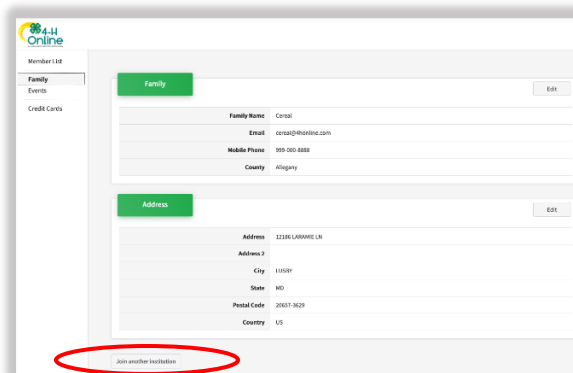 4-H
Online
Member List
Family
Events
Credit Cards
Family
Edit
Family Name Cereal
Email cereal@4honline.com
Mobile Phone 999-000-8888
County Allegany
Address
Edit
Address 12186 LARAMIE LN
Address 2
City LUSBY
State MD
Postal Code 20657-3629
Country US
Join another institution